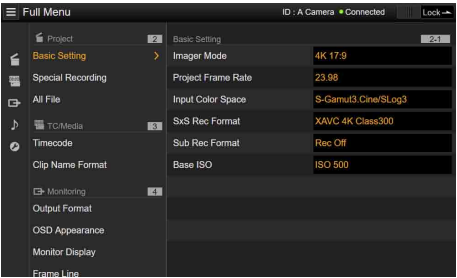 Full Menu
ID : A Camera Connected
Lock
Project 2
Basic Setting
Special Recording
All File
TC/Media 3
Timecode
Clip Name Format
Monitoring 4
Output Format
OSD Appearance
Monitor Display
Frame Line
Basic Setting 2-1
Imager Mode 4K 17:9
Project Frame Rate 23.98
Input Color Space S-Gamut3.Cine/SLog3
SxS Rec Format XAVC 4K Class300
Sub Rec Format Rec Off
Base ISO ISO 500